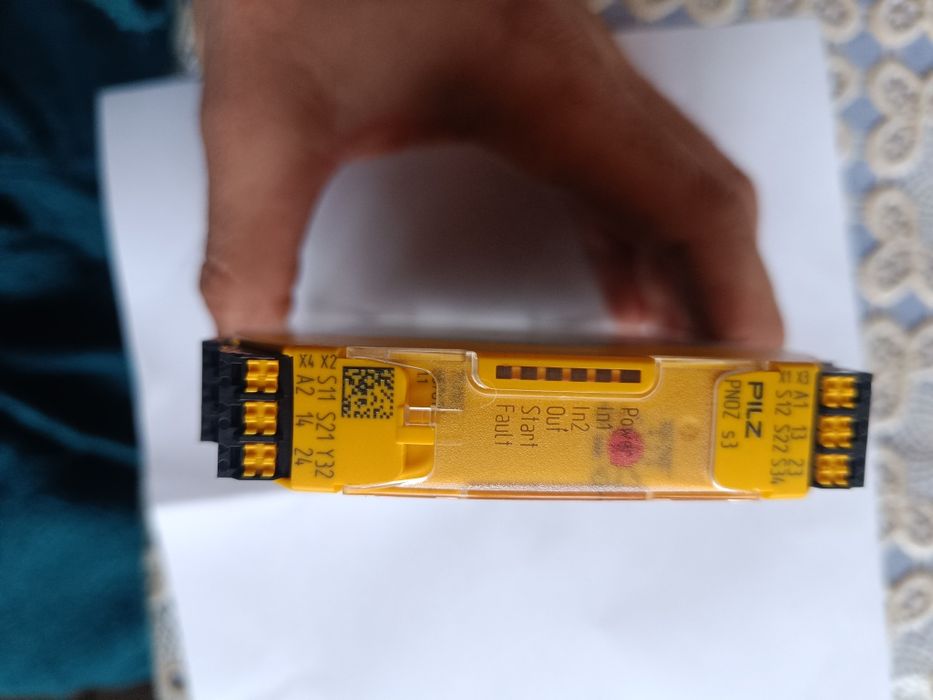 X1 X3
A1 13 23
S12 S22 S34
PILZ
PNOZ s3
Power
In1
In2
Out
Start
Fault
S11 S21 Y32
A2 14 24
X4 X2